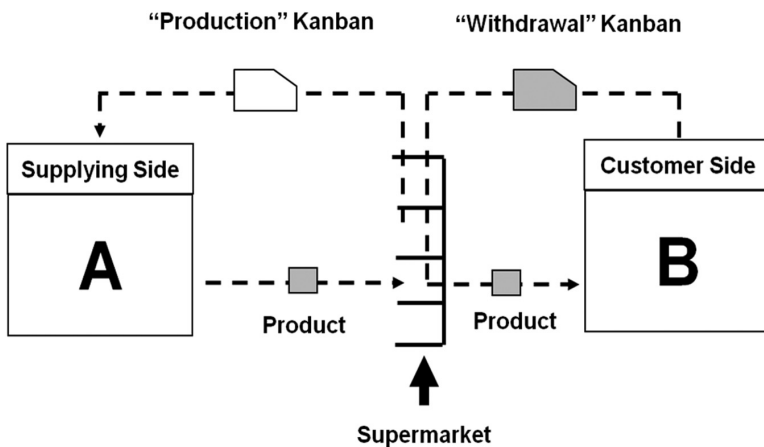 “Production” Kanban
“Withdrawal” Kanban
Supplying Side
Customer Side
A
B
Product
Product
Supermarket